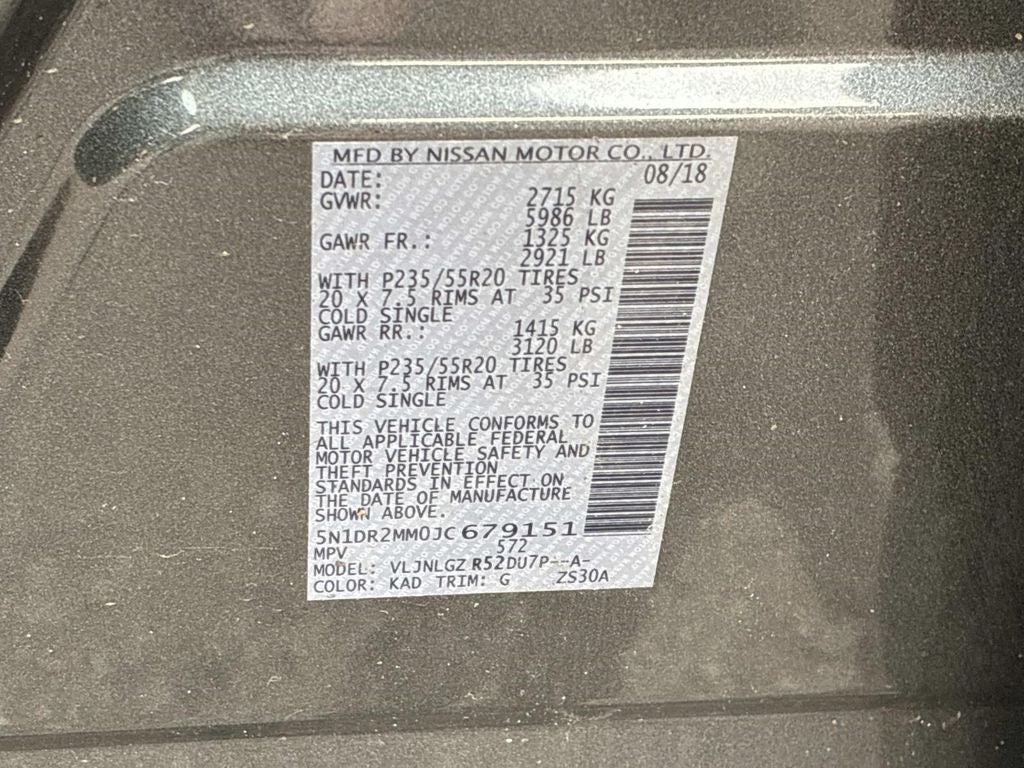 MFD BY NISSAN MOTOR CO., LTD.
DATE: 08/18
GVWR: 2715 KG
5986 LB
GAWR FR.: 1325 KG
2921 LB
WITH P235/55R20 TIRES
20 X 7.5 RIMS AT 35 PSI
COLD SINGLE
GAWR RR.: 1415 KG
3120 LB
WITH P235/55R20 TIRES
20 X 7.5 RIMS AT 35 PSI
COLD SINGLE
THIS VEHICLE CONFORMS TO
ALL APPLICABLE FEDERAL
MOTOR VEHICLE SAFETY AND
THEFT PREVENTION
STANDARDS IN EFFECT ON
THE DATE OF MANUFACTURE
SHOWN ABOVE.
5N1DR2MM0JC679151
MPV 572
MODEL: VLJNLGZ R52DU7P--A-
COLOR: KAD TRIM: G ZS30A